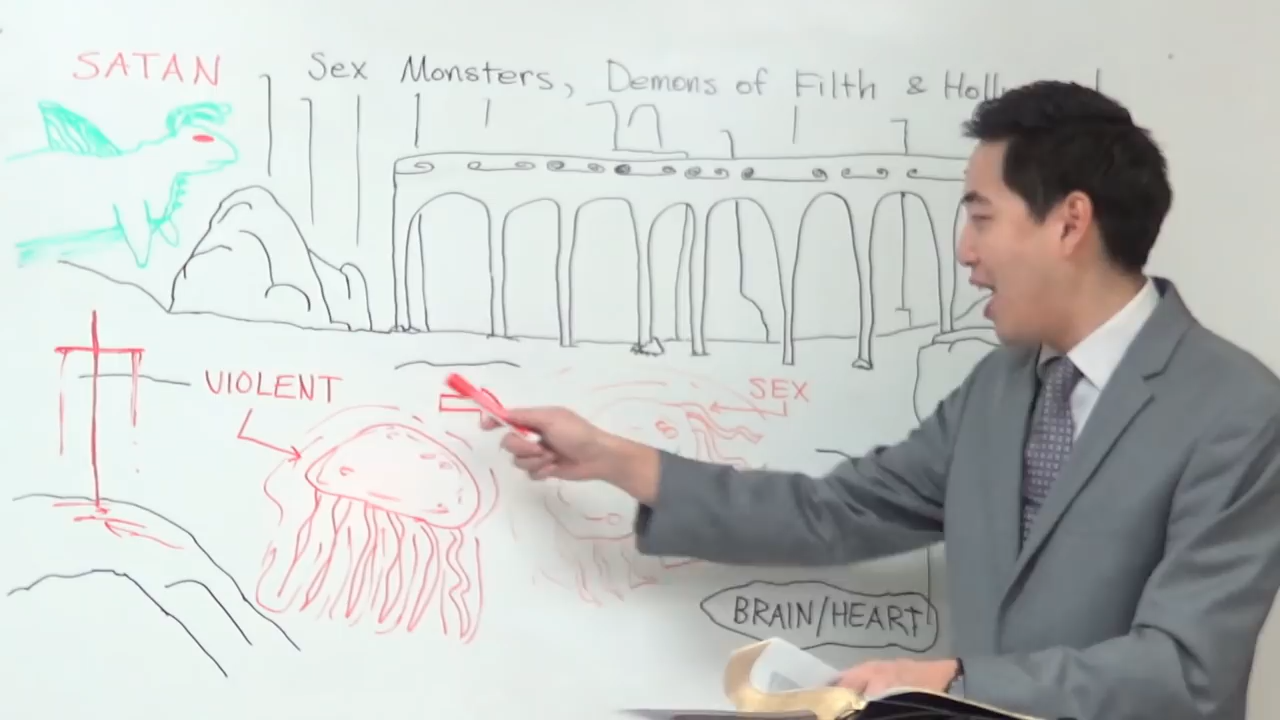 SATAN
Sex Monsters, Demons of Filth &
VIOLENT
SEX
BRAIN/HEART